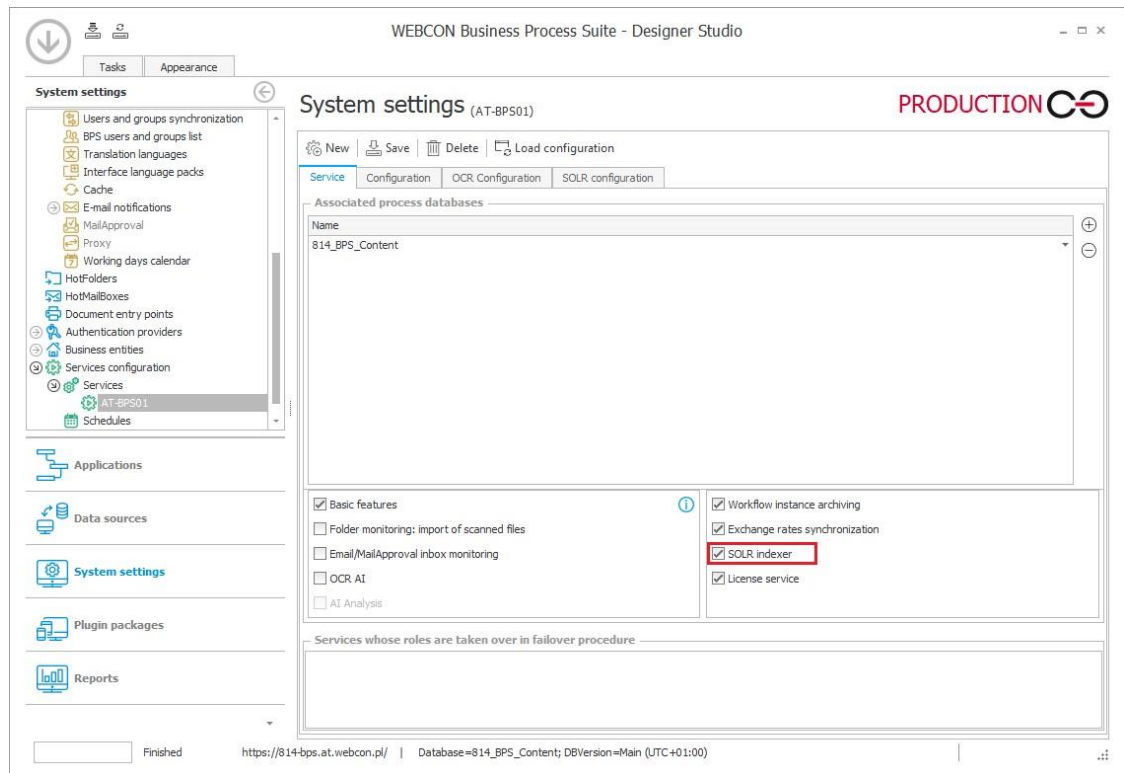 WEBCON Business Process Suite - Designer Studio
Tasks Appearance
System settings
Users and groups synchronization
BPS users and groups list
Translation languages
Interface language packs
Cache
E-mail notifications
MailApproval
Proxy
Working days calendar
HotFolders
HotMailBoxes
Document entry points
Authentication providers
Business entities
Services configuration
Services
AT-BPS01
Schedules
Applications
Data sources
System settings
Plugin packages
Reports
System settings (AT-BPS01)
PRODUCTION
New Save Delete Load configuration
Service Configuration OCR Configuration SOLR configuration
Associated process databases
Name
814_BPS_Content
Basic features
Folder monitoring: import of scanned files
Email/MailApproval inbox monitoring
OCR AI
AI Analysis
Workflow instance archiving
Exchange rates synchronization
SOLR indexer
License service
Services whose roles are taken over in failover procedure
Finished https://814-bps.at.webcon.pl/ | Database=814_BPS_Content; DBVersion=Main (UTC+01:00)